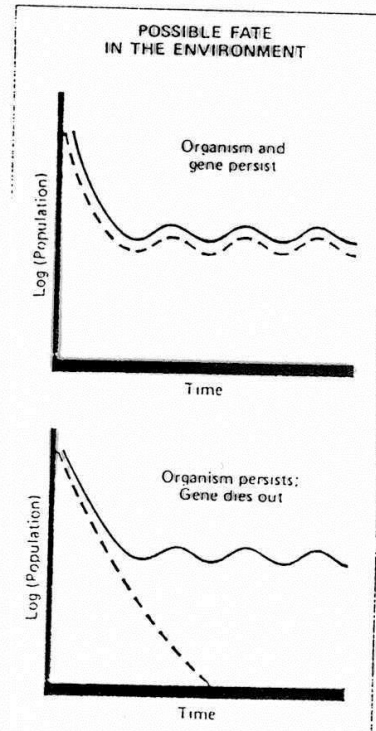 POSSIBLE FATE
IN THE ENVIRONMENT
Organism and
gene persist
Log (Population)
Time
Organism persists;
Gene dies out
Log (Population)
Time